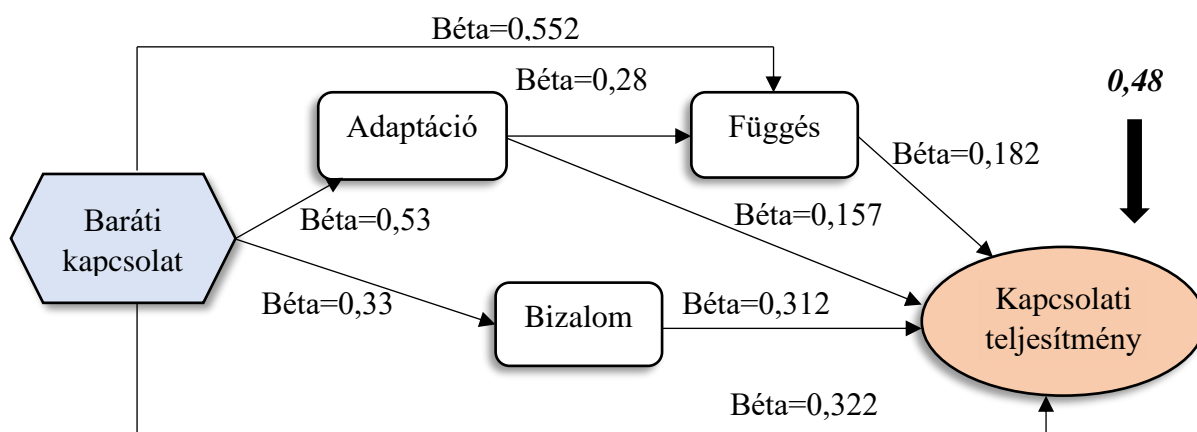 Béta=0,552
Béta=0,28
0,48
Adaptáció
Függés
Béta=0,182
Baráti
kapcsolat
Béta=0,53
Béta=0,157
Béta=0,33
Bizalom
Béta=0,312
Kapcsolati
teljesítmény
Béta=0,322